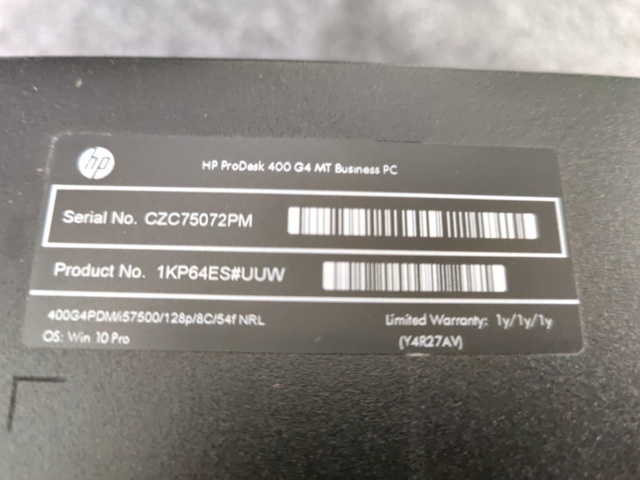 hp
HP ProDesk 400 G4 MT Business PC
Serial No. CZC75072PM
Product No. 1KP64ES#UUW
400G4PDM/i57500/128p/8C/54f NRL
Limited Warranty: 1y/1y/1y
OS: Win 10 Pro
(Y4R27AV)